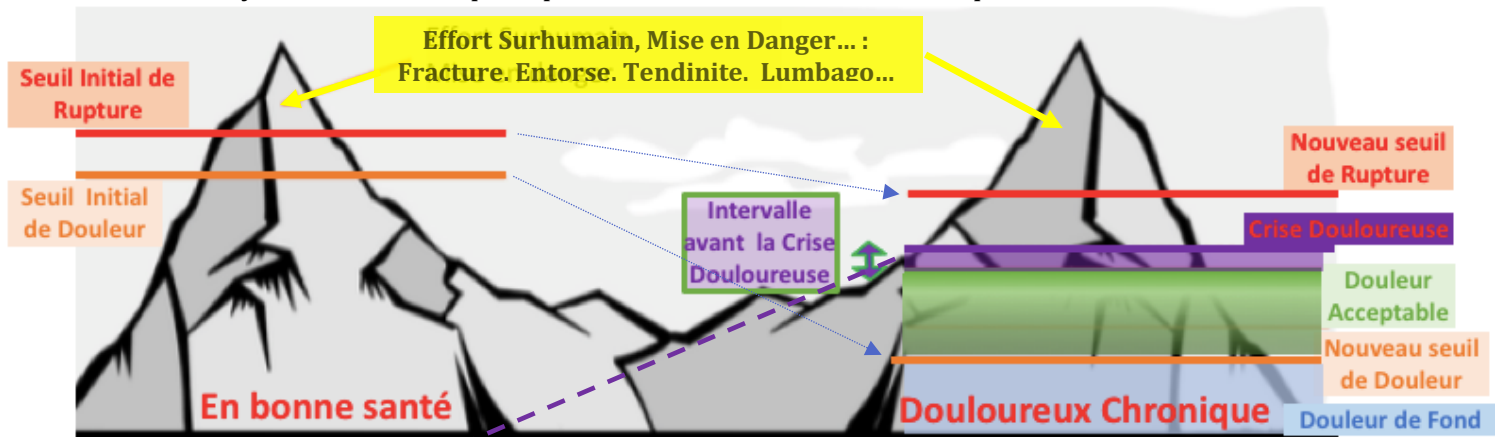 Effort Surhumain, Mise en Danger… :
Fracture. Entorse. Tendinite. Lumbago…
Seuil Initial de
Rupture
Seuil Initial
de Douleur
Intervalle
avant la Crise
Douloureuse
Nouveau seuil
de Rupture
Crise Douloureuse
Douleur
Acceptable
Nouveau seuil
de Douleur
Douleur de Fond
En bonne santé
Douloureux Chronique